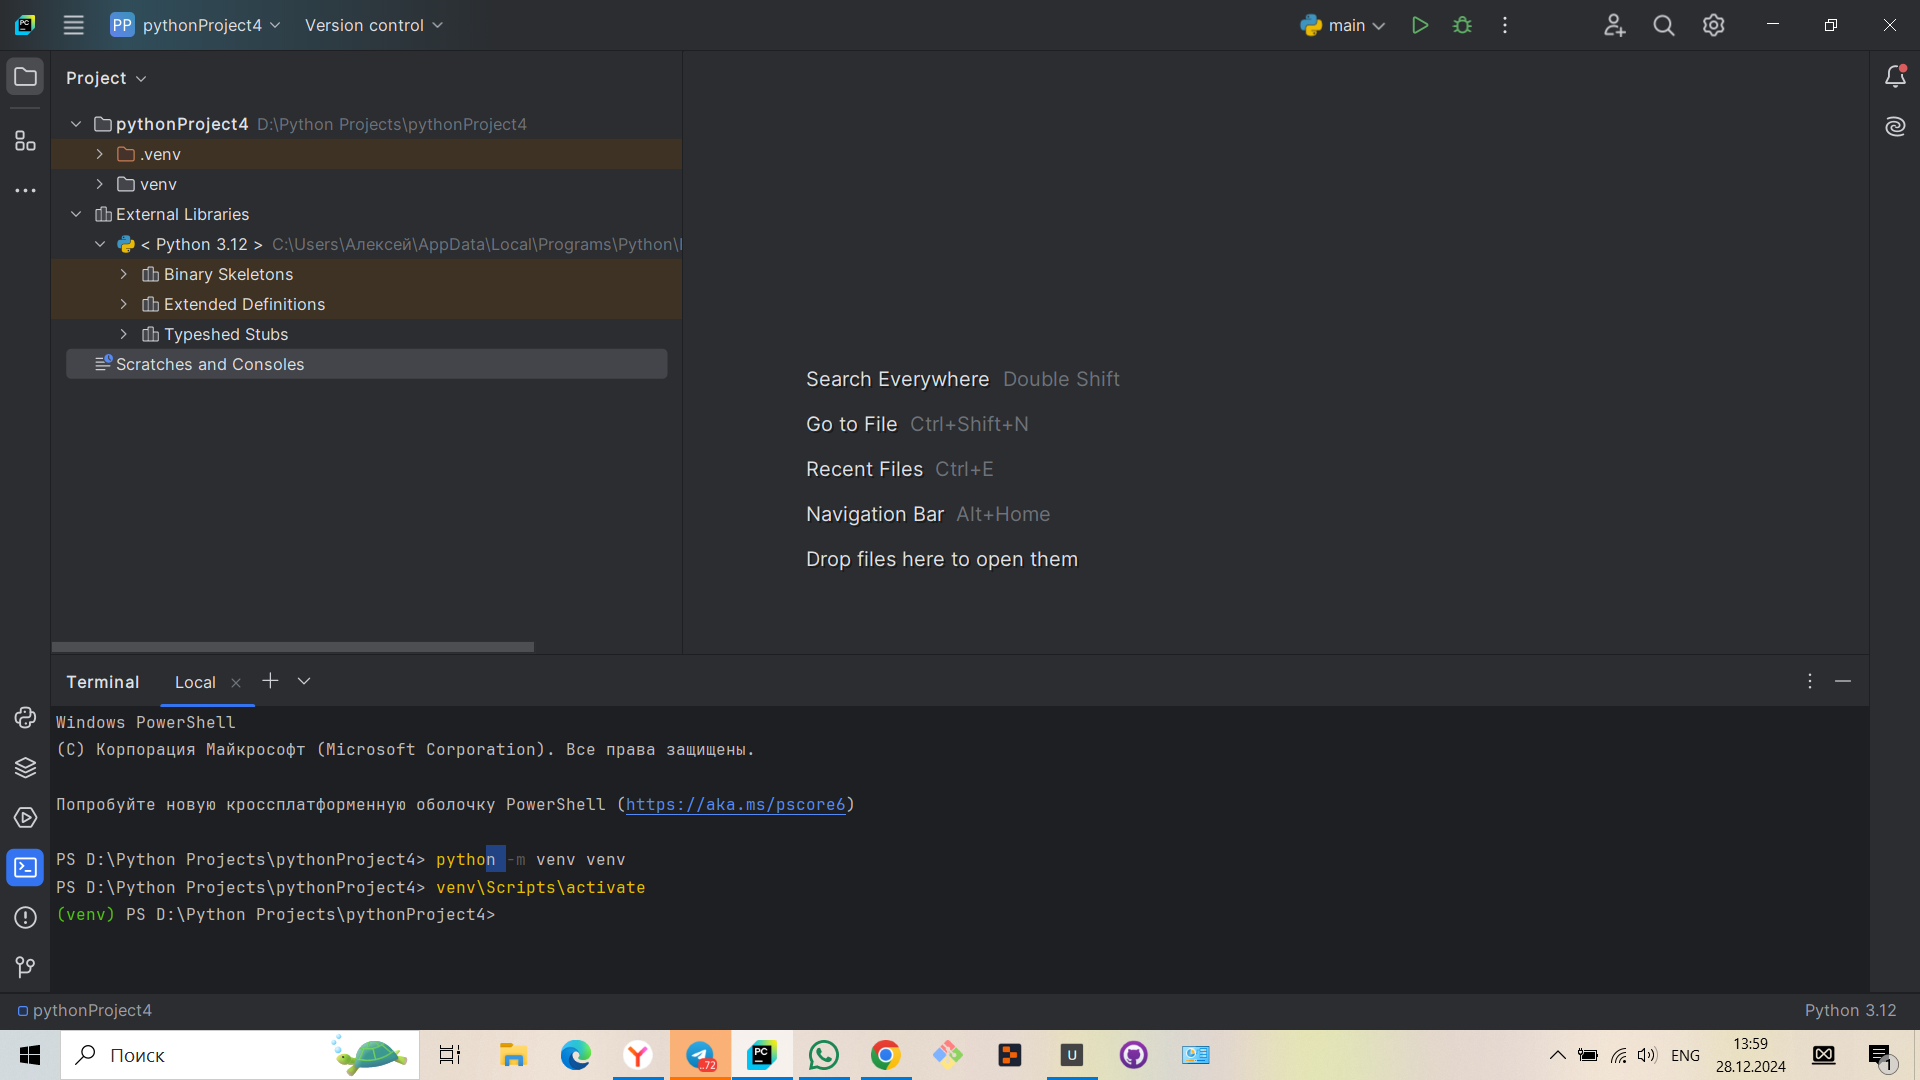 PC
PP pythonProject4 Version control main
Project
pythonProject4 D:\Python Projects\pythonProject4
.venv
venv
External Libraries
< Python 3.12 > C:\Users\Алексей\AppData\Local\Programs\Python\
Binary Skeletons
Extended Definitions
Typeshed Stubs
Scratches and Consoles
Search Everywhere Double Shift
Go to File Ctrl+Shift+N
Recent Files Ctrl+E
Navigation Bar Alt+Home
Drop files here to open them
Terminal Local
Windows PowerShell
(C) Корпорация Майкрософт (Microsoft Corporation). Все права защищены.
Попробуйте новую кроссплатформенную оболочку PowerShell (https://aka.ms/pscore6)
PS D:\Python Projects\pythonProject4> python -m venv venv
PS D:\Python Projects\pythonProject4> venv\Scripts\activate
(venv) PS D:\Python Projects\pythonProject4>
pythonProject4 Python 3.12
Поиск ..72 PC U ENG 13:59
28.12.2024 1